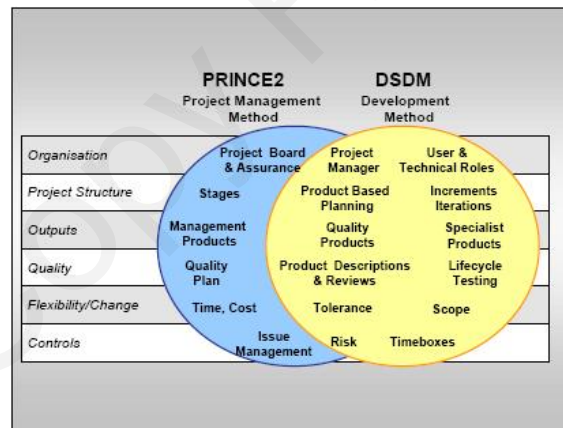 PRINCE2
Project Management
Method
DSDM
Development
Method
Organisation
Project Board
& Assurance
Project
Manager
User &
Technical Roles
Project Structure
Stages
Product Based
Planning
Increments
Iterations
Outputs
Management
Products
Quality
Products
Specialist
Products
Quality
Quality
Plan
Product Descriptions
& Reviews
Lifecycle
Testing
Flexibility/Change
Time, Cost
Tolerance
Scope
Controls
Issue
Management
Risk
Timeboxes